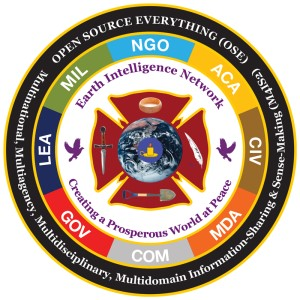 OPEN SOURCE EVERYTHING (OSE)
Multinational, Multiagency, Multidisciplinary, Multidomain Information-Sharing & Sense-Making (M4IS2)
NGO
ACA
CIV
MDA
COM
GOV
LEA
MIL
Earth Intelligence Network
Creating a Prosperous World at Peace